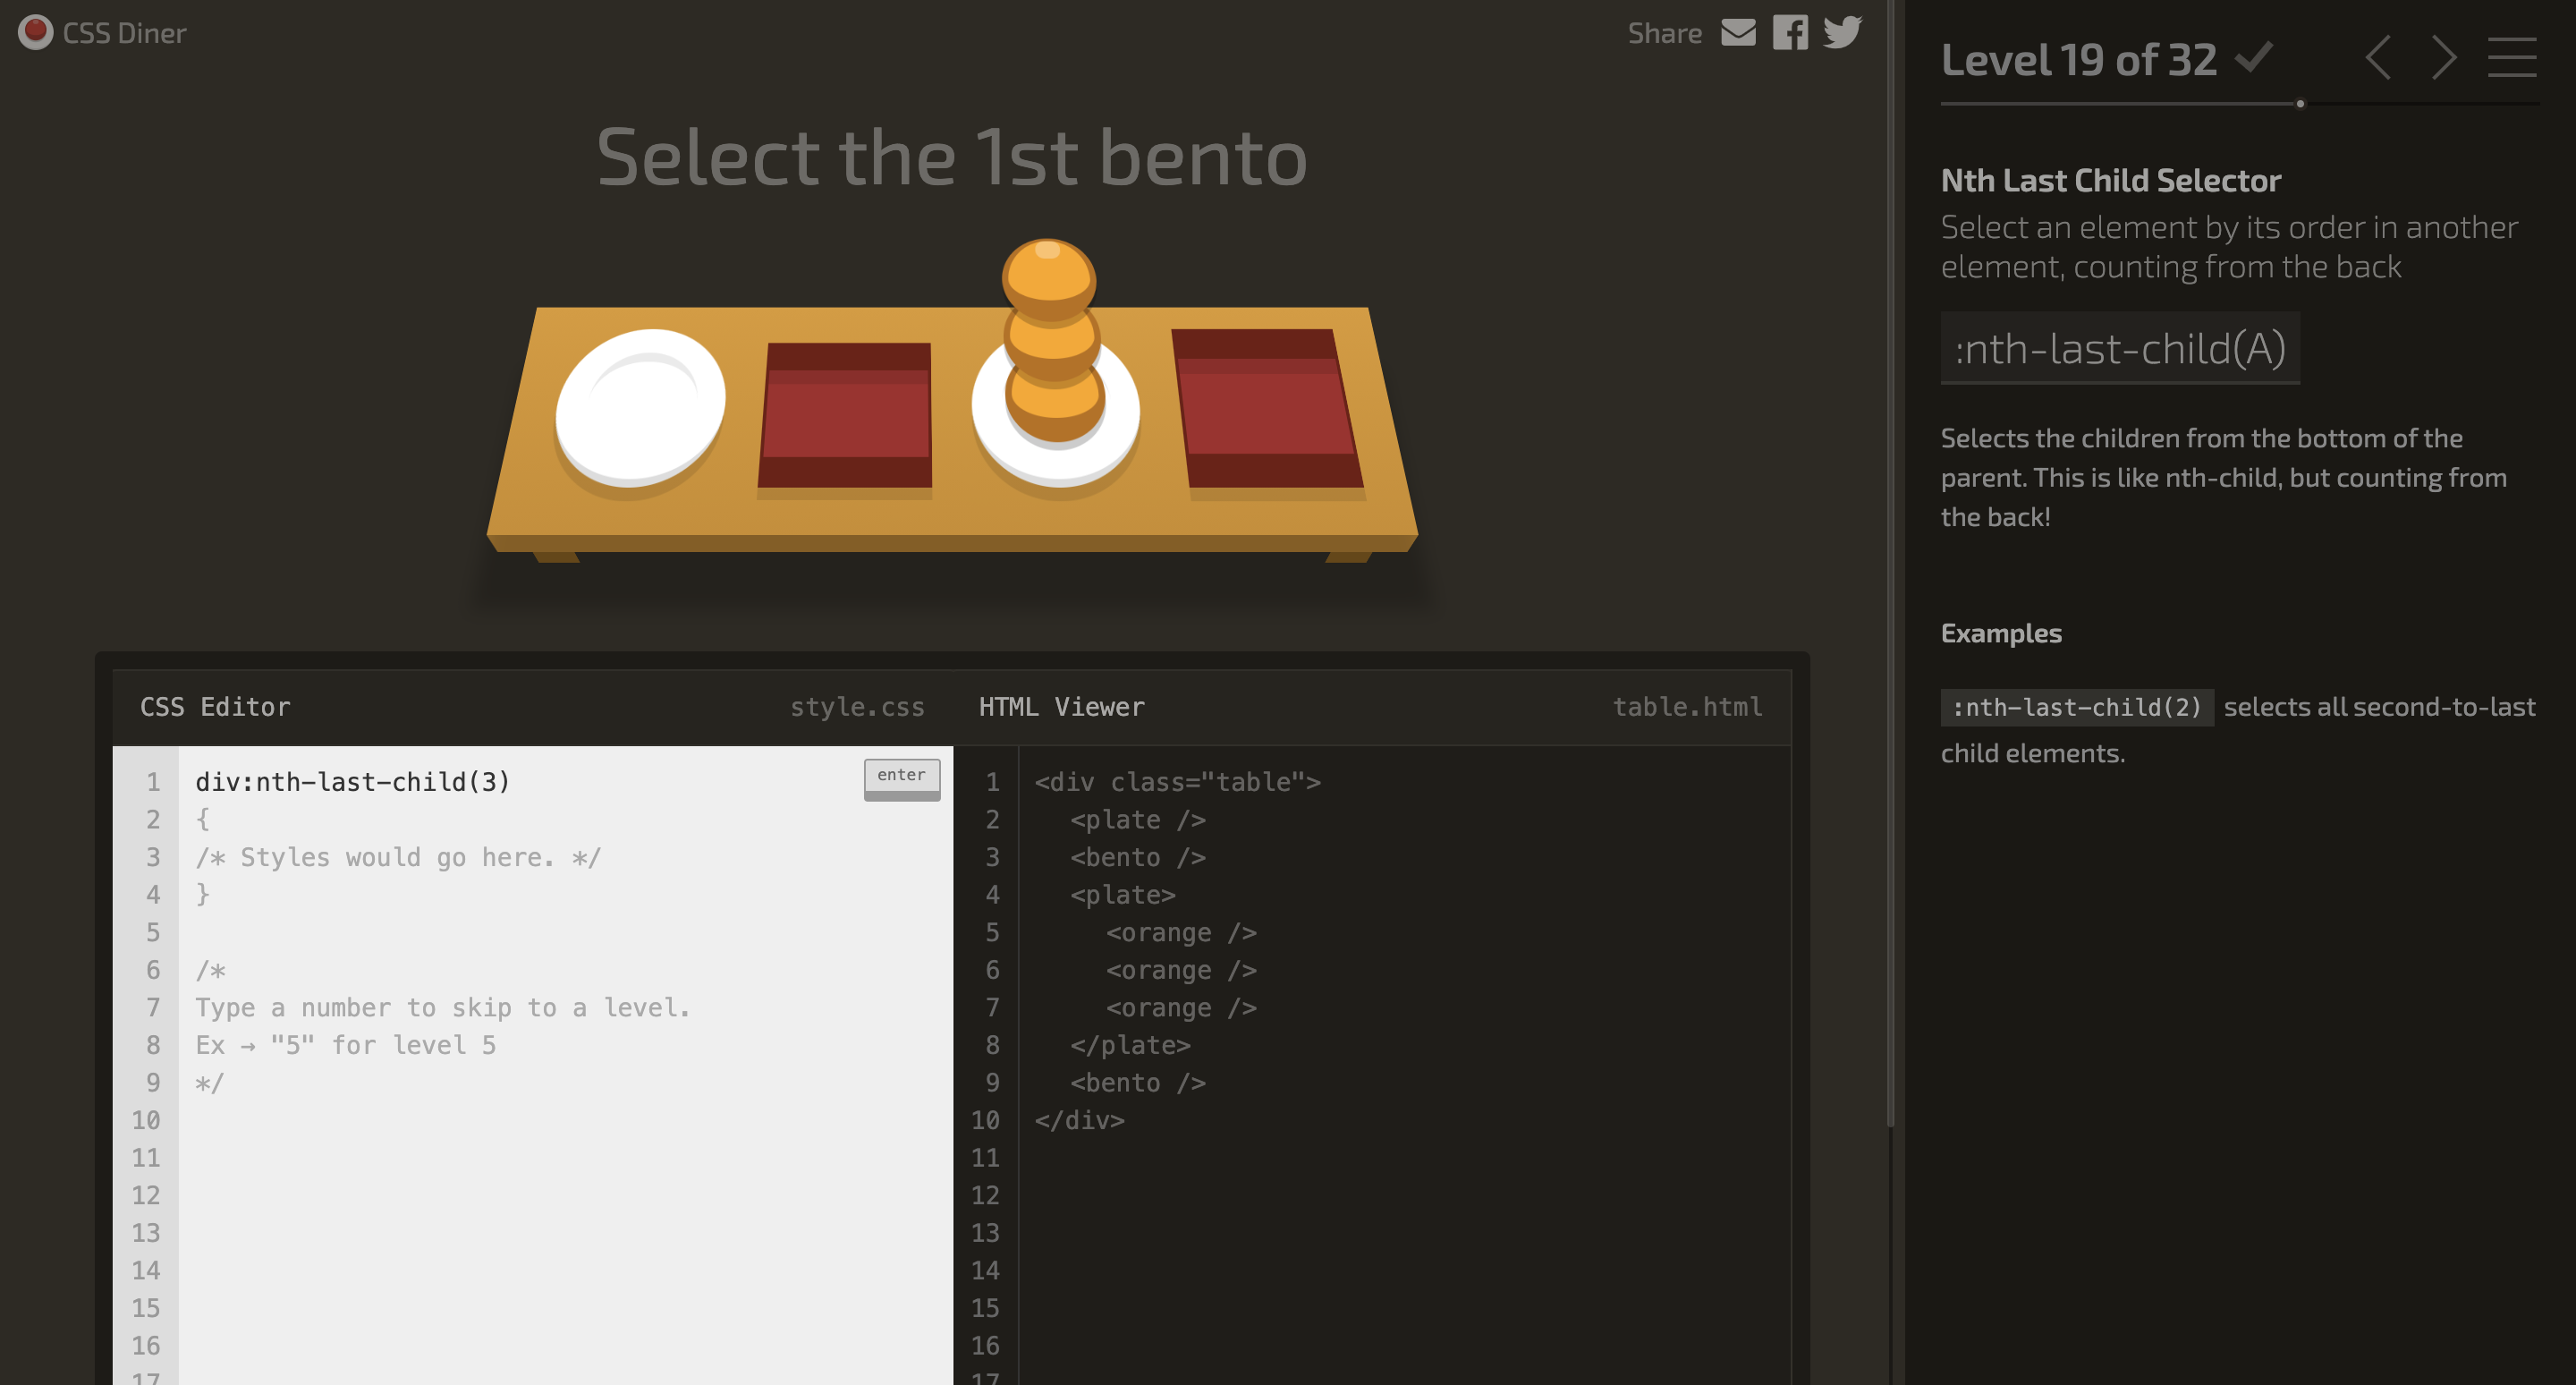 CSS Diner
Share
Select the 1st bento
CSS Editor style.css
1 div:nth-last-child(3) enter
2 {
3 /* Styles would go here. */
4 }
5
6 /*
7 Type a number to skip to a level.
8 Ex → "5" for level 5
9 */
10
11
12
13
14
15
16
17
HTML Viewer table.html
1 <div class="table">
2 <plate />
3 <bento />
4 <plate>
5 <orange />
6 <orange />
7 <orange />
8 </plate>
9 <bento />
10 </div>
11
12
13
14
15
16
17
Level 19 of 32
Nth Last Child Selector
Select an element by its order in another
element, counting from the back
:nth-last-child(A)
Selects the children from the bottom of the
parent. This is like nth-child, but counting from
the back!
Examples
:nth-last-child(2) selects all second-to-last
child elements.